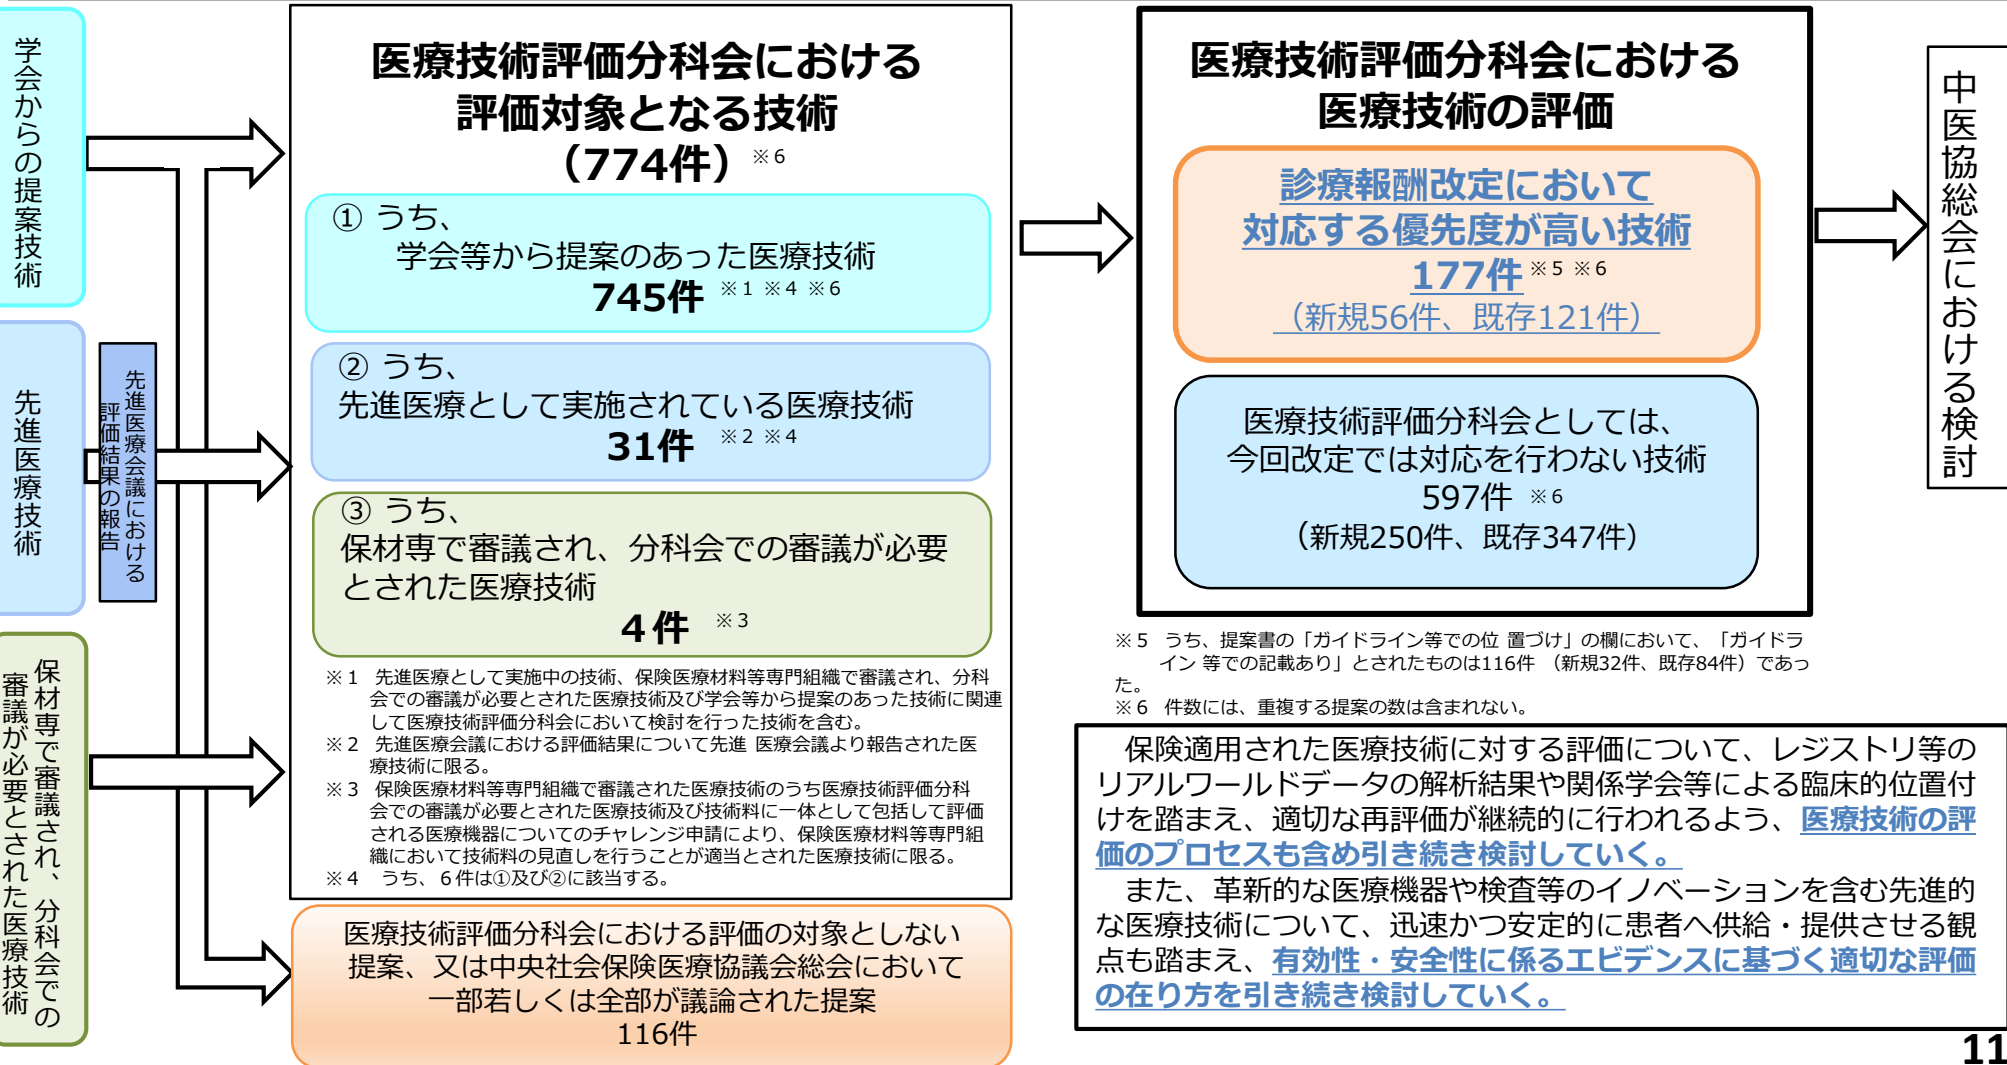 学会からの提案技術
先進医療技術
先進医療会議における
評価結果の報告
保材専で審議され、分科会での
審議が必要とされた医療技術
医療技術評価分科会における
評価対象となる技術
（774件）※６
① うち、
学会等から提案のあった医療技術
745件 ※１ ※４ ※６
② うち、
先進医療として実施されている医療技術
31件 ※２ ※４
③ うち、
保材専で審議され、分科会での審議が必要
とされた医療技術
４件 ※３
※１ 先進医療として実施中の技術、保険医療材料等専門組織で審議され、分科
会での審議が必要とされた医療技術及び学会等から提案のあった技術に関連
して医療技術評価分科会において検討を行った技術を含む。
※２ 先進医療会議における評価結果について先進 医療会議より報告された医
療技術に限る。
※３ 保険医療材料等専門組織で審議された医療技術のうち医療技術評価分科
会での審議が必要とされた医療技術及び技術料に一体として包括して評価
される医療機器についてのチャレンジ申請により、保険医療材料等専門組
織において技術料の見直しを行うことが適当とされた医療技術に限る。
※４ うち、６件は①及び②に該当する。
医療技術評価分科会における評価の対象としない
提案、又は中央社会保険医療協議会総会において
一部若しくは全部が議論された提案
116件
医療技術評価分科会における
医療技術の評価
診療報酬改定において
対応する優先度が高い技術
177件 ※５ ※６
（新規56件、既存121件）
医療技術評価分科会としては、
今回改定では対応を行わない技術
597件 ※６
（新規250件、既存347件）
※５ うち、提案書の「ガイドライン等での位 置づけ」の欄において、「ガイドラ
イン 等での記載あり」とされたものは116件 （新規32件、既存84件）であっ
た。
※６ 件数には、重複する提案の数は含まれない。
中医協総会における検討
保険適用された医療技術に対する評価について、レジストリ等の
リアルワールドデータの解析結果や関係学会等による臨床的位置付
けを踏まえ、適切な再評価が継続的に行われるよう、医療技術の評
価のプロセスも含め引き続き検討していく。
また、革新的な医療機器や検査等のイノベーションを含む先進的
な医療技術について、迅速かつ安定的に患者へ供給・提供させる観
点も踏まえ、有効性・安全性に係るエビデンスに基づく適切な評価
の在り方を引き続き検討していく。
11